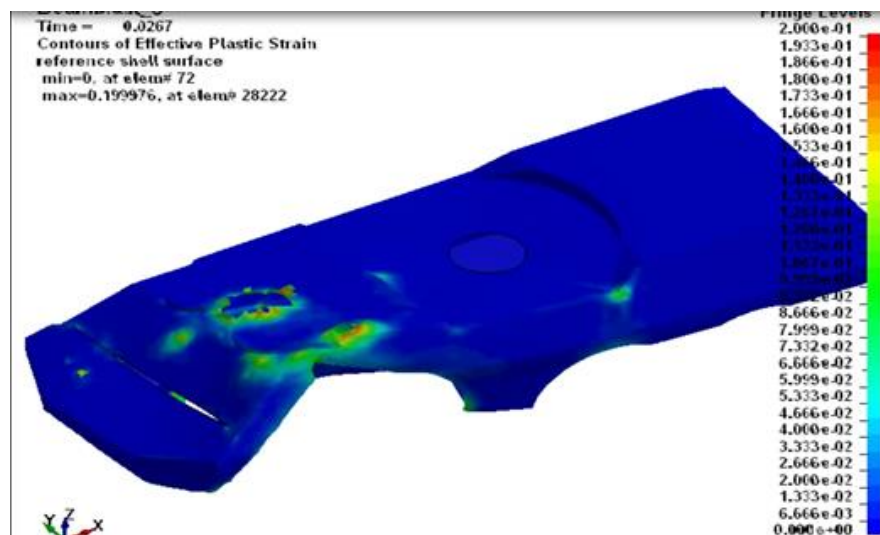 Time = 0.0267
Contours of Effective Plastic Strain
reference shell surface
min=0, at elem# 72
max=0.199976, at elem# 28222
Fringe Levels
2.000e-01
1.933e-01
1.866e-01
1.800e-01
1.733e-01
1.666e-01
1.600e-01
8.666e-02
7.999e-02
7.332e-02
6.666e-02
5.999e-02
5.333e-02
4.666e-02
4.000e-02
3.333e-02
2.666e-02
2.000e-02
1.333e-02
6.666e-03
0.000e+00
Y Z X